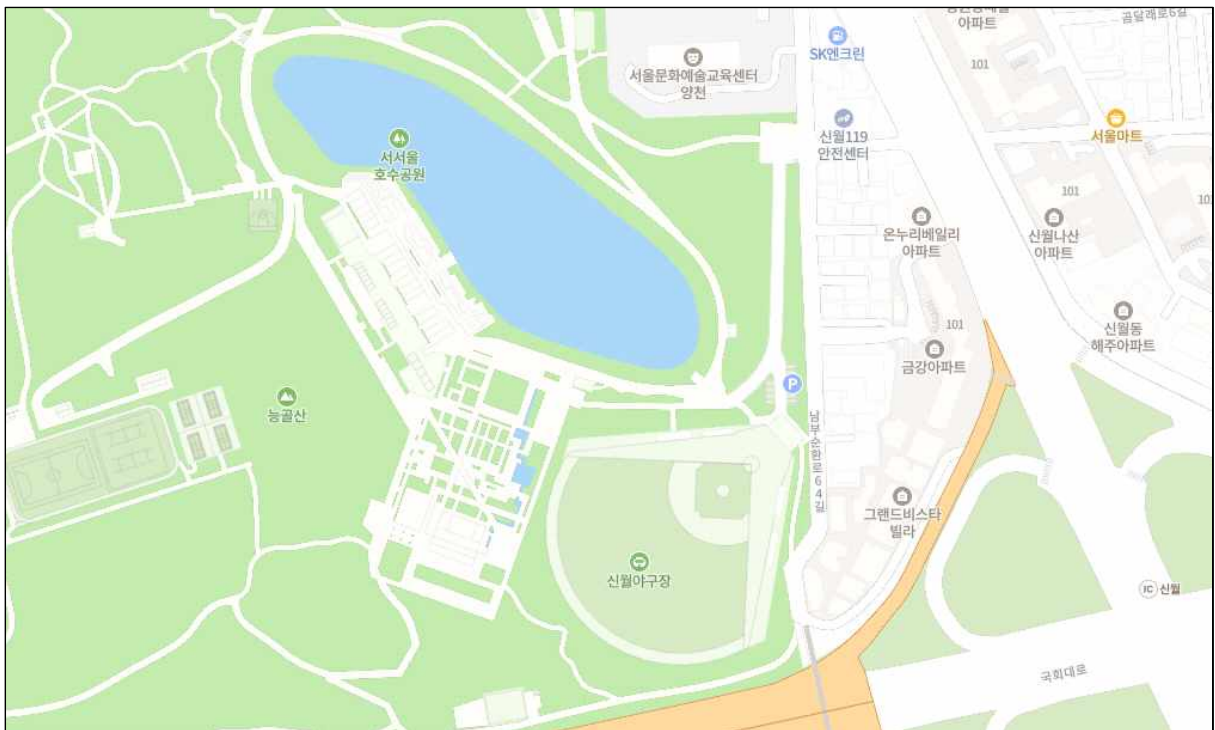 아파트
곰달래로6길
SK엔크린
101
서울문화예술교육센터
양천
신월119
안전센터
서울마트
서서울
호수공원
101
온누리베일리
아파트
신월나산
아파트
101
신월동
해주아파트
금강아파트
P
능골산
남부순환로64길
그랜드비스타
빌라
신월야구장
IC 신월
국회대로